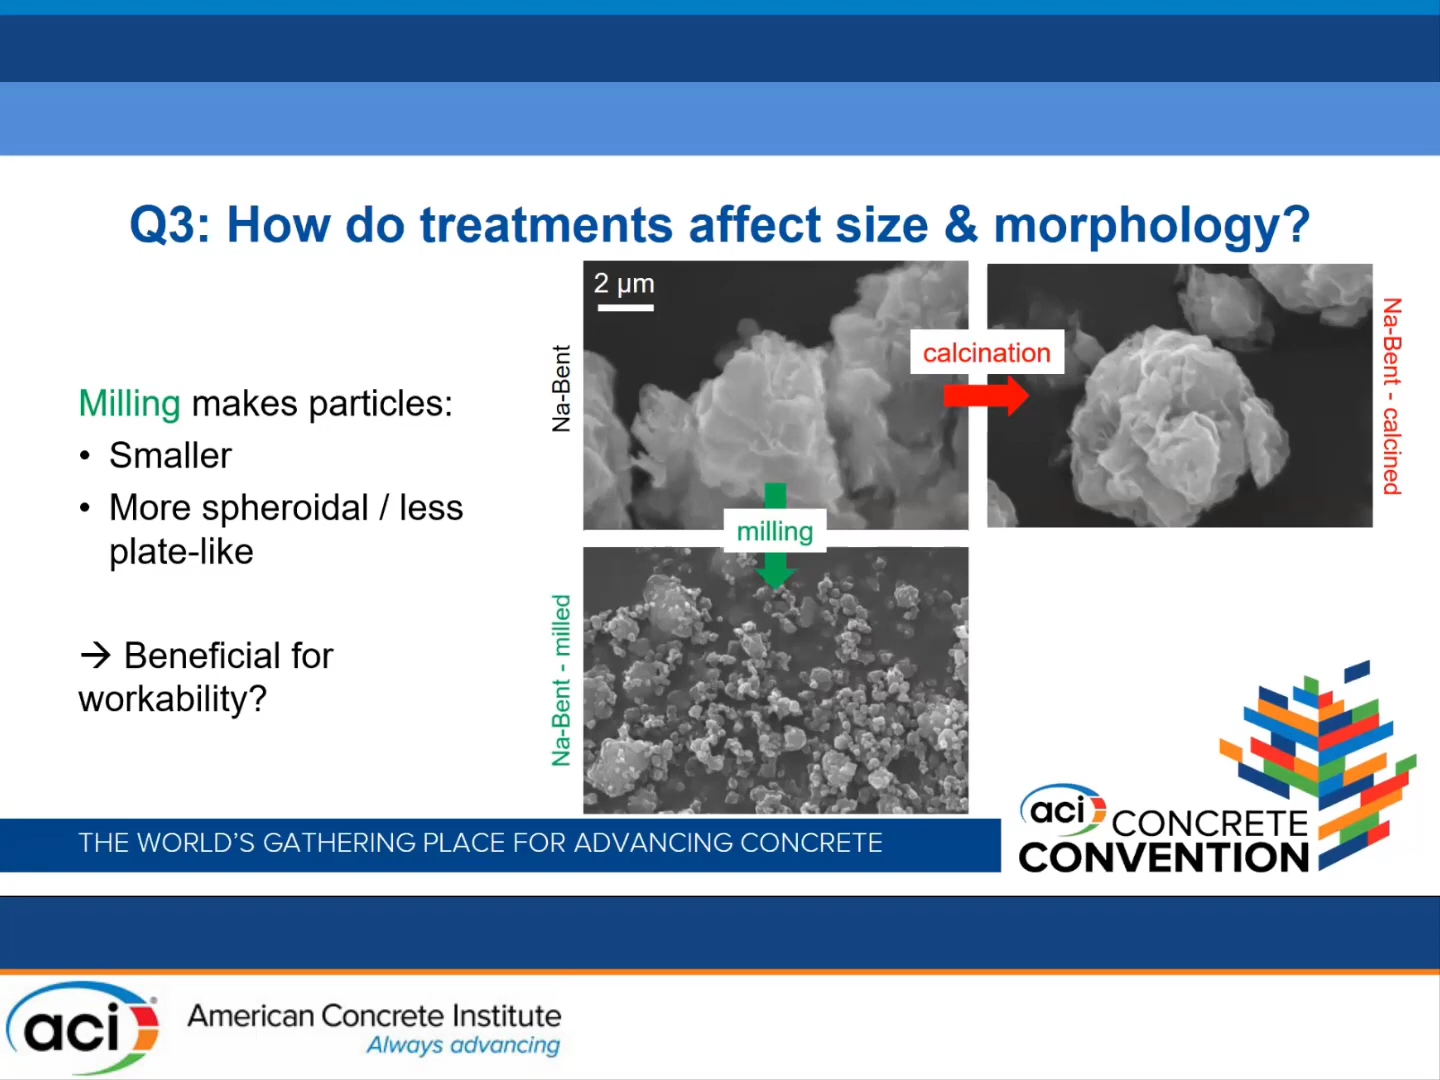 Q3: How do treatments affect size & morphology?
Milling makes particles:
• Smaller
• More spheroidal / less
plate-like
→ Beneficial for
workability?
2 µm
Na-Bent
calcination
Na-Bent - calcined
milling
Na-Bent - milled
THE WORLD’S GATHERING PLACE FOR ADVANCING CONCRETE
aci CONCRETE
CONVENTION
aci®
American Concrete Institute
Always advancing